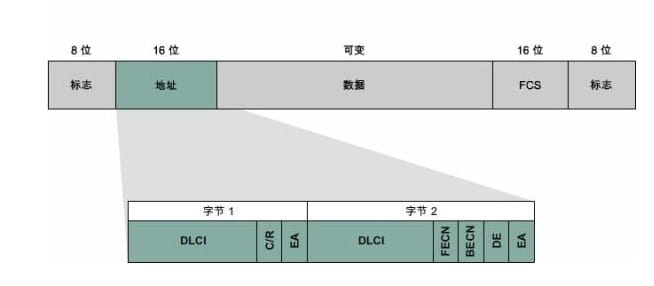 8 位 16 位 可变 16 位 8 位
标志 地址 数据 FCS 标志
字节 1 字节 2
DLCI C/R EA DLCI FECN BECN DE EA